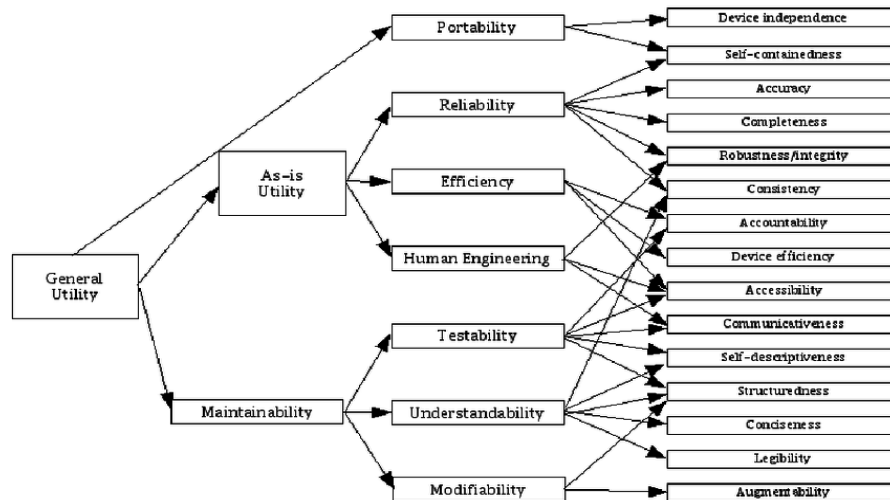 General
Utility
As-is
Utility
Maintainability
Portability
Reliability
Efficiency
Human Engineering
Testability
Understandability
Modifiability
Device independence
Self-containedness
Accuracy
Completeness
Robustness/integrity
Consistency
Accountability
Device efficiency
Accessibility
Communicativeness
Self-descriptiveness
Structuredness
Conciseness
Legibility
Augmentability